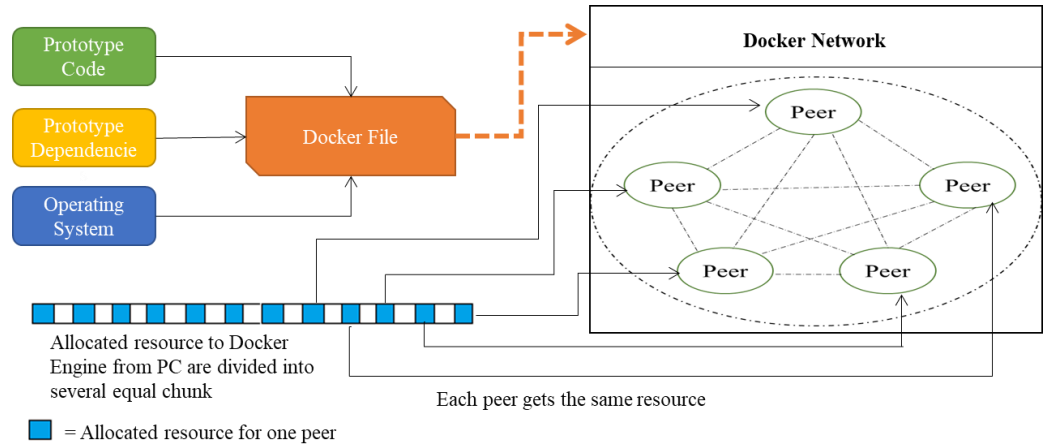 Prototype
Code
Prototype
Dependencie
Operating
System
Docker File
Docker Network
Peer
Peer
Peer
Peer
Peer
Allocated resource to Docker
Engine from PC are divided into
several equal chunk
Each peer gets the same resource
= Allocated resource for one peer